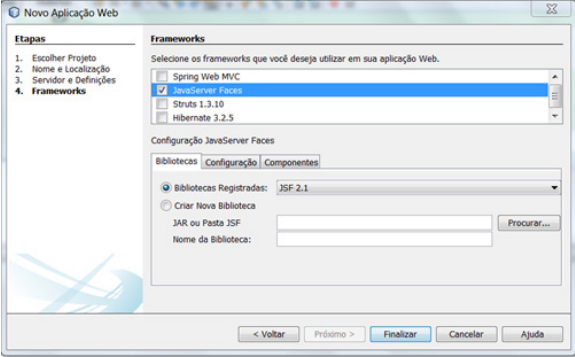 Novo Aplicação Web
Etapas
1. Escolher Projeto
2. Nome e Localização
3. Servidor e Definições
4. Frameworks
Frameworks
Selecione os frameworks que você deseja utilizar em sua aplicação Web.
Spring Web MVC
JavaServer Faces
Struts 1.3.10
Hibernate 3.2.5
Configuração JavaServer Faces
Bibliotecas Configuração Componentes
Bibliotecas Registradas: JSF 2.1
Criar Nova Biblioteca
JAR ou Pasta JSF Procurar...
Nome da Biblioteca:
< Voltar Próximo > Finalizar Cancelar Ajuda